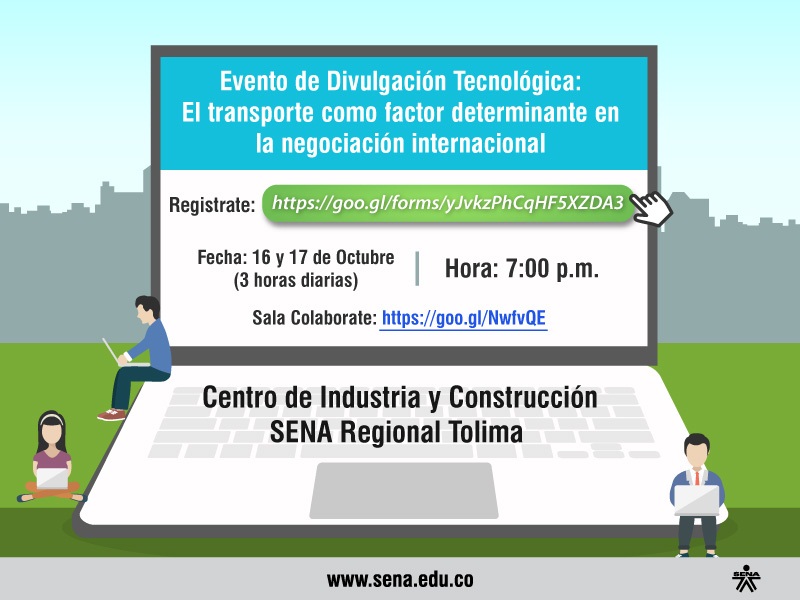 Evento de Divulgación Tecnológica:
El transporte como factor determinante en
la negociación internacional
Registrate: https://goo.gl/forms/yJvkzPhCqHF5XZDA3
Fecha: 16 y 17 de Octubre
(3 horas diarias)
Hora: 7:00 p.m.
Sala Colaborate: https://goo.gl/NwfvQE
Centro de Industria y Construcción
SENA Regional Tolima
www.sena.edu.co
SENA